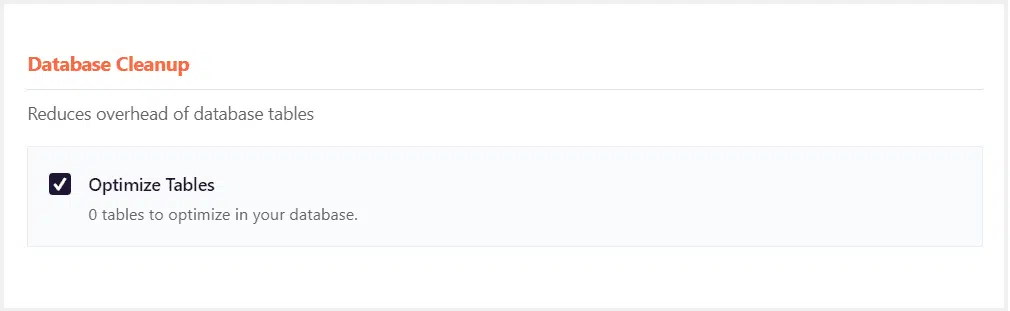 Database Cleanup
Reduces overhead of database tables
Optimize Tables
0 tables to optimize in your database.